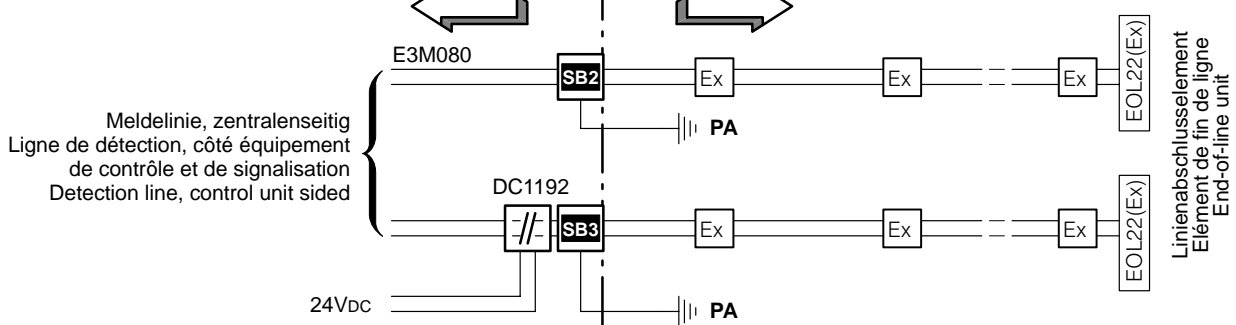 E3M080
SB2
Ex
Ex
Ex
EOL22(Ex)
PA
Meldelinie, zentralenseitig
Ligne de détection, côté équipement
de contrôle et de signalisation
Detection line, control unit sided
DC1192
//
SB3
Ex
Ex
Ex
EOL22(Ex)
24VDC
PA
Linienabschlusselement
Elément de fin de ligne
End-of-line unit